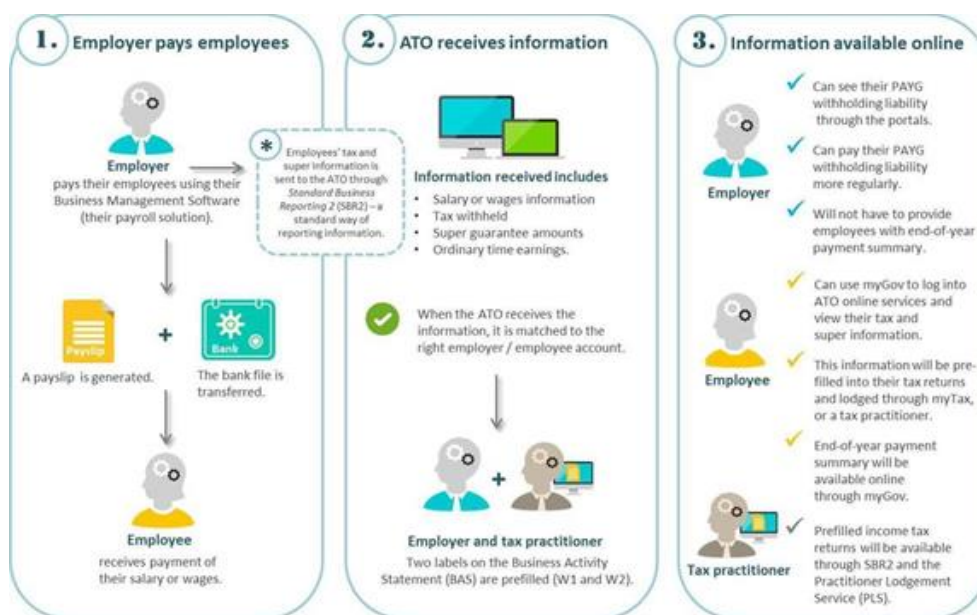 1. Employer pays employees
Employer
pays their employees using their
Business Management Software
(their payroll solution).
*
Employees' tax and
super information is
sent to the ATO through
Standard Business
Reporting 2 (SBR2) – a
standard way of
reporting information.
Payslip
+
Bank
A payslip is generated.
The bank file is
transferred.
Employee
receives payment of
their salary or wages.
2. ATO receives information
Information received includes
• Salary or wages information
• Tax withheld
• Super guarantee amounts
• Ordinary time earnings.
When the ATO receives the
information, it is matched to the
right employer / employee account.
+
Employer and tax practitioner
Two labels on the Business Activity
Statement (BAS) are prefilled (W1 and W2).
3. Information available online
Employer
Can see their PAYG
withholding liability
through the portals.
Can pay their PAYG
withholding liability
more regularly.
Will not have to provide
employees with end-of-year
payment summary.
Employee
Can use myGov to log into
ATO online services and
view their tax and
super information.
This information will be pre-
filled into their tax returns
and lodged through myTax,
or a tax practitioner.
End-of-year payment
summary will be
available online
through myGov.
Tax practitioner
Prefilled income tax
returns will be available
through SBR2 and the
Practitioner Lodgement
Service (PLS).